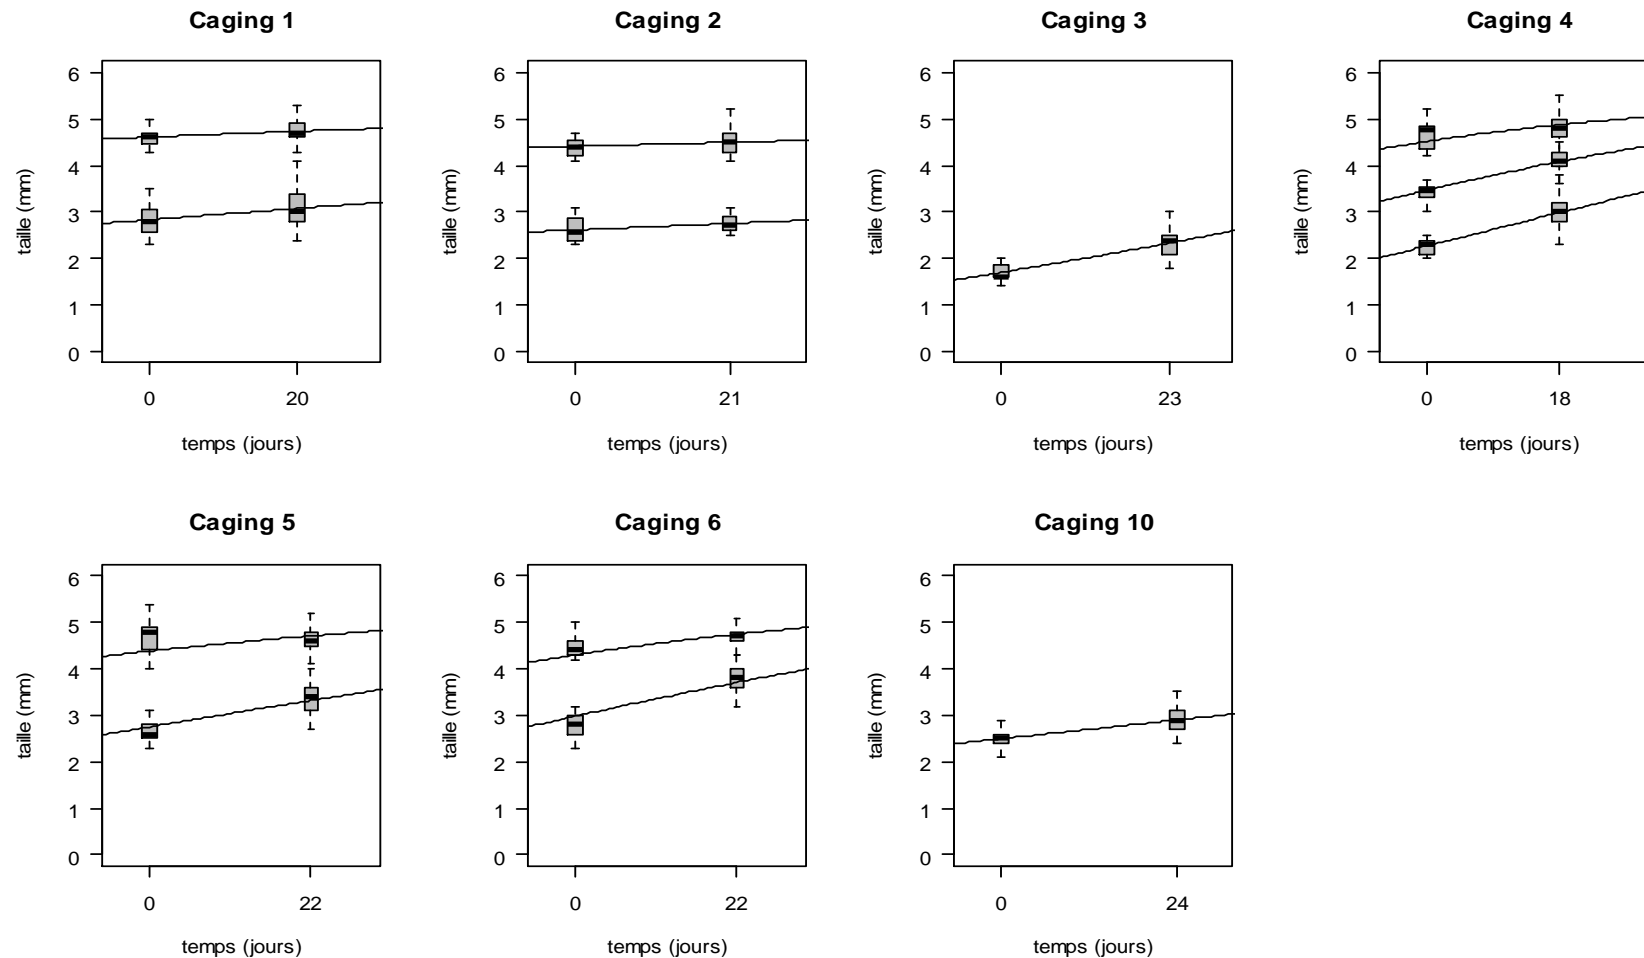 Caging 1
6
5
4
3
2
1
0
taille (mm)
0 20
temps (jours)
Caging 2
6
5
4
3
2
1
0
taille (mm)
0 21
temps (jours)
Caging 3
6
5
4
3
2
1
0
taille (mm)
0 23
temps (jours)
Caging 4
6
5
4
3
2
1
0
taille (mm)
0 18
temps (jours)
Caging 5
6
5
4
3
2
1
0
taille (mm)
0 22
temps (jours)
Caging 6
6
5
4
3
2
1
0
taille (mm)
0 22
temps (jours)
Caging 10
6
5
4
3
2
1
0
taille (mm)
0 24
temps (jours)